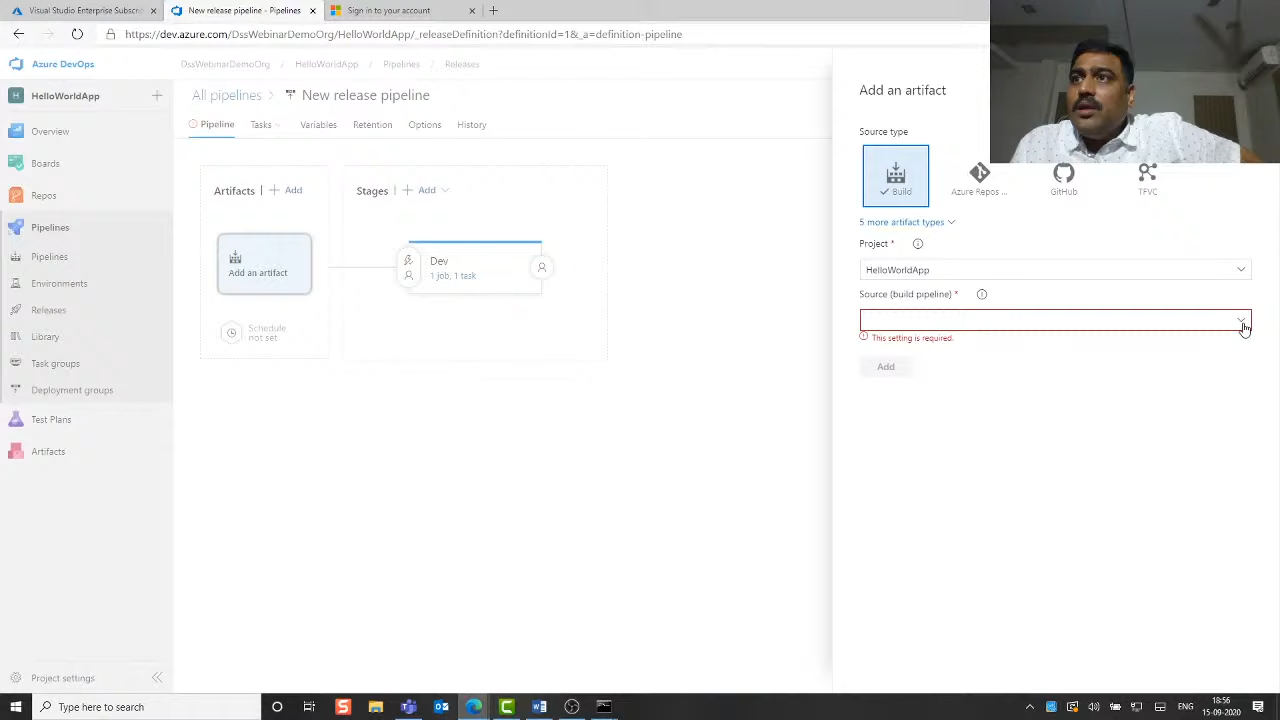 Visual Studio Enterprise Subscri
New release pipeline - Pipelines
Sign in to your account
https://dev.azure.com/DssWebinarDemoOrg/HelloWorldApp/_releaseDefinition?definitionId=1&_a=definition-pipeline
Azure DevOps
DssWebinarDemoOrg / HelloWorldApp / Pipelines / Releases
H HelloWorldApp
All pipelines > New release pipeline
Pipeline Tasks Variables Retention Options History
Overview
Boards
Repos
Pipelines
Pipelines
Environments
Releases
Library
Task groups
Deployment groups
Test Plans
Artifacts
Project settings
Artifacts | + Add
Add an artifact
Schedule
not set
Stages | + Add
Dev
1 job, 1 task
Add an artifact
Source type
Build
Azure Repos ...
GitHub
TFVC
5 more artifact types
Project *
HelloWorldApp
Source (build pipeline) *
This setting is required.
Add
Type here to search
ENG
18:56
15-09-2020